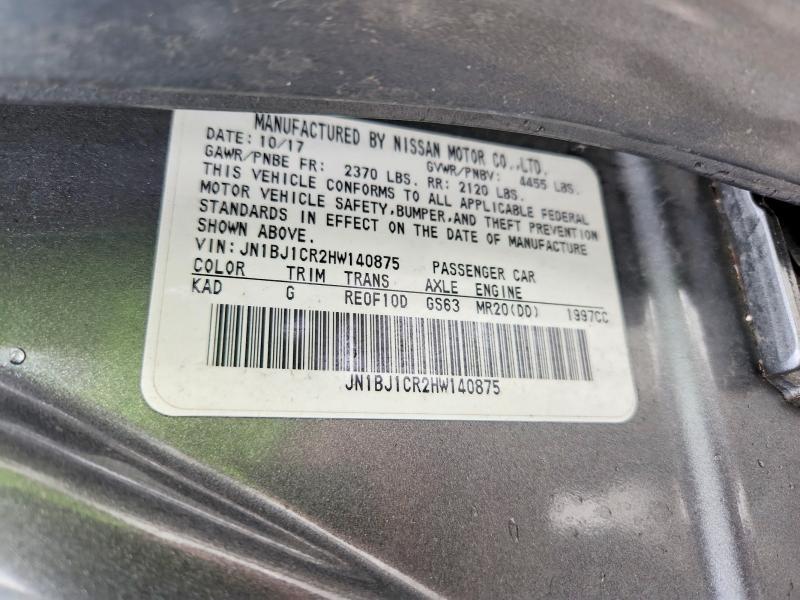 MANUFACTURED BY NISSAN MOTOR CO.,LTD.
DATE: 10/17 GVWR/PNBV: 4455 LBS.
GAWR/PNBE FR: 2370 LBS. RR: 2120 LBS.
THIS VEHICLE CONFORMS TO ALL APPLICABLE FEDERAL
MOTOR VEHICLE SAFETY,BUMPER,AND THEFT PREVENTION
STANDARDS IN EFFECT ON THE DATE OF MANUFACTURE
SHOWN ABOVE.
VIN: JN1BJ1CR2HW140875 PASSENGER CAR
COLOR TRIM TRANS AXLE ENGINE
KAD G RE0F10D GS63 MR20(DD) 1997CC
JN1BJ1CR2HW140875